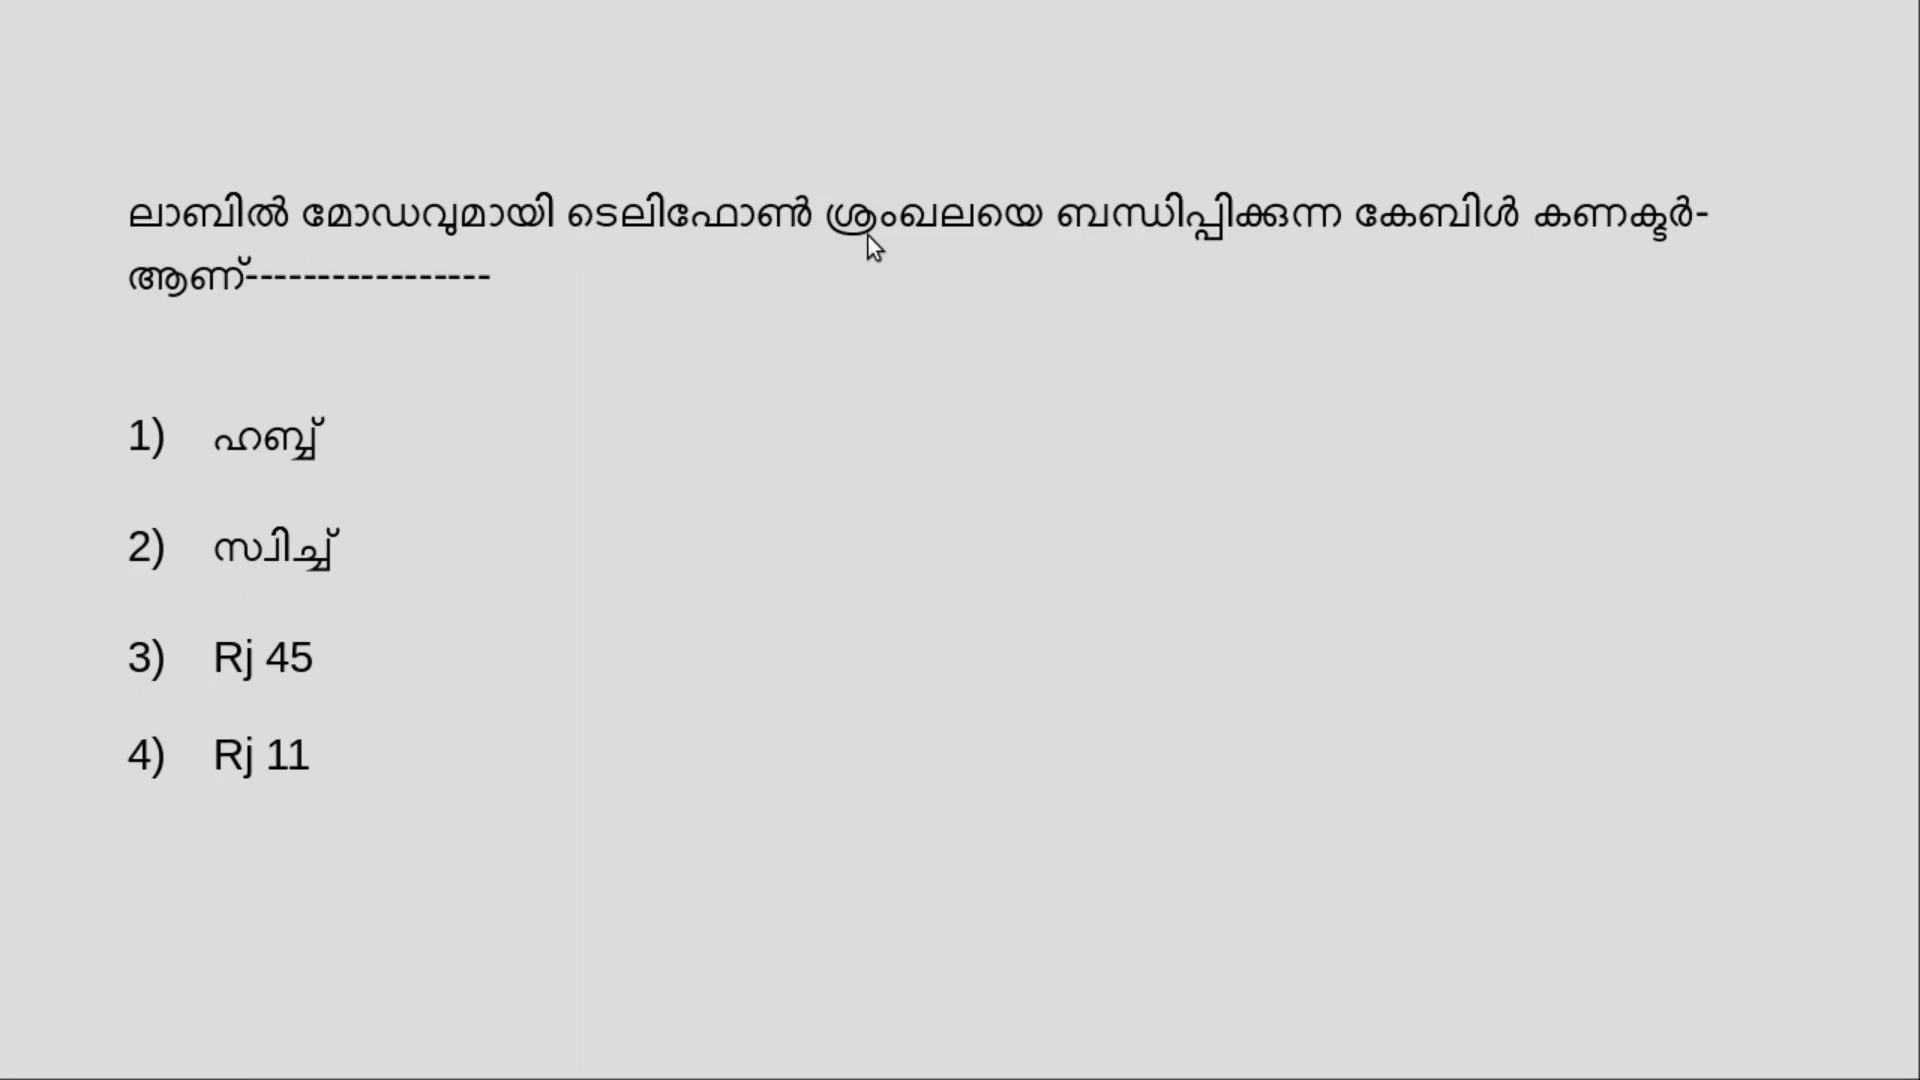 ലാബിൽ മോഡവുമായി ടെലിഫോൺ ശ്രംഖലയെ ബന്ധിപ്പിക്കുന്ന കേബിൾ കണക്ടർ-
ആണ്-----------------
1) ഹബ്ബ്
2) സ്വിച്ച്
3) Rj 45
4) Rj 11